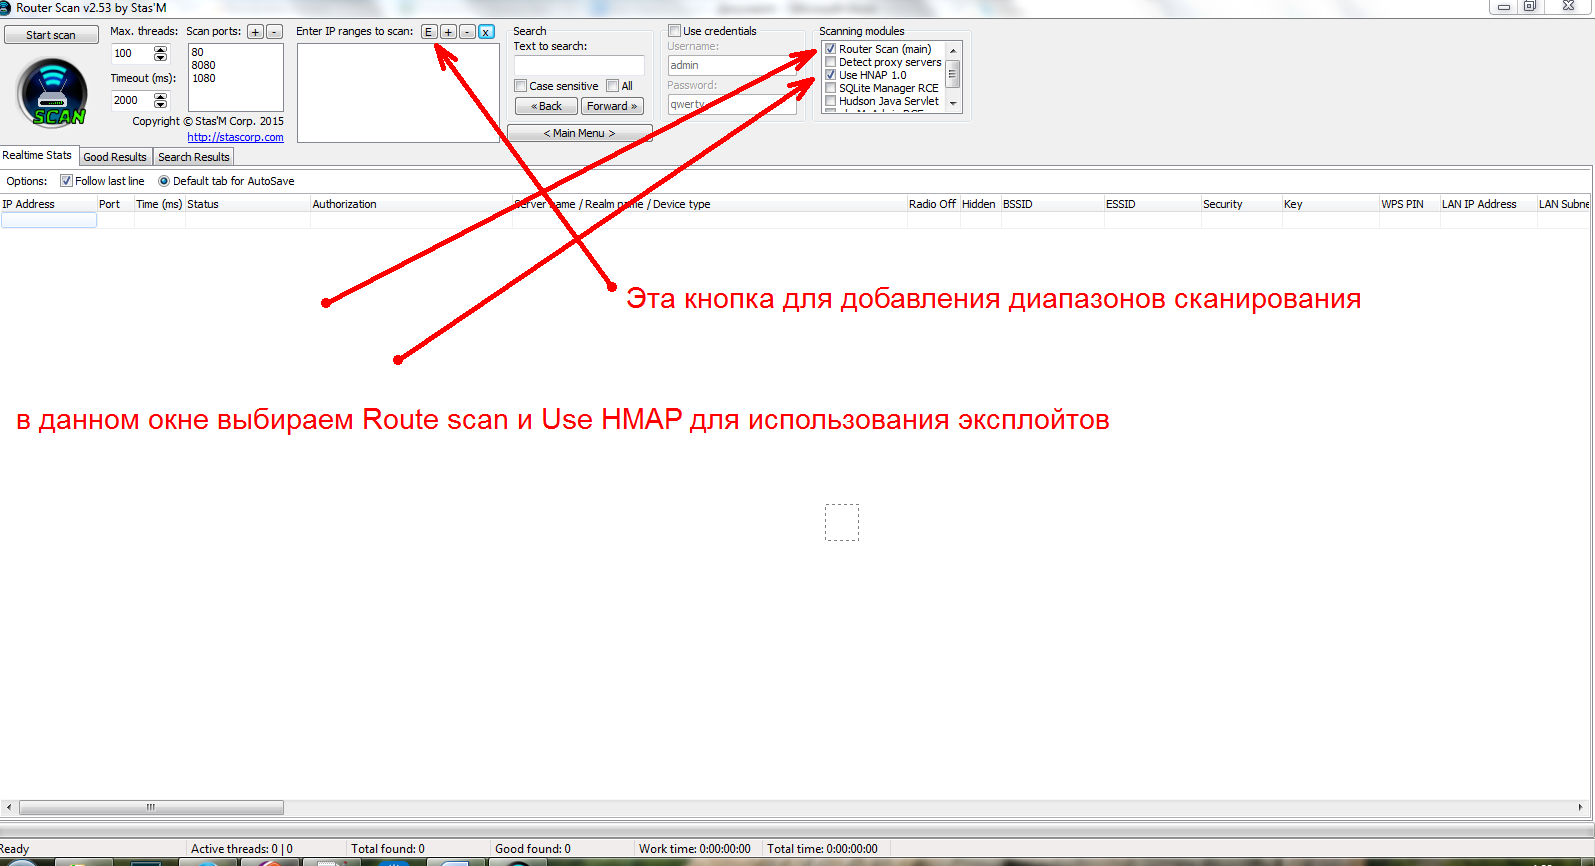 Router Scan v2.53 by Stas'M
Start scan
Max. threads:
100
Timeout (ms):
2000
Scan ports: + -
80
8080
1080
Copyright © Stas'M Corp. 2015
http://stascorp.com
SCAN
Enter IP ranges to scan: E + - x
Search
Text to search:
Case sensitive All
« Back Forward »
< Main Menu >
Use credentials
Username:
admin
Password:
qwerty
Scanning modules
Router Scan (main)
Detect proxy servers
Use HNAP 1.0
SQLite Manager RCE
Hudson Java Servlet
Realtime Stats Good Results Search Results
Options: Follow last line Default tab for AutoSave
IP Address Port Time (ms) Status Authorization Server name / Realm name / Device type Radio Off Hidden BSSID ESSID Security Key WPS PIN LAN IP Address LAN Subne
Эта кнопка для добавления диапазонов сканирования
в данном окне выбираем Route scan и Use HMAP для использования эксплойтов
Ready Active threads: 0 | 0 Total found: 0 Good found: 0 Work time: 0:00:00:00 Total time: 0:00:00:00